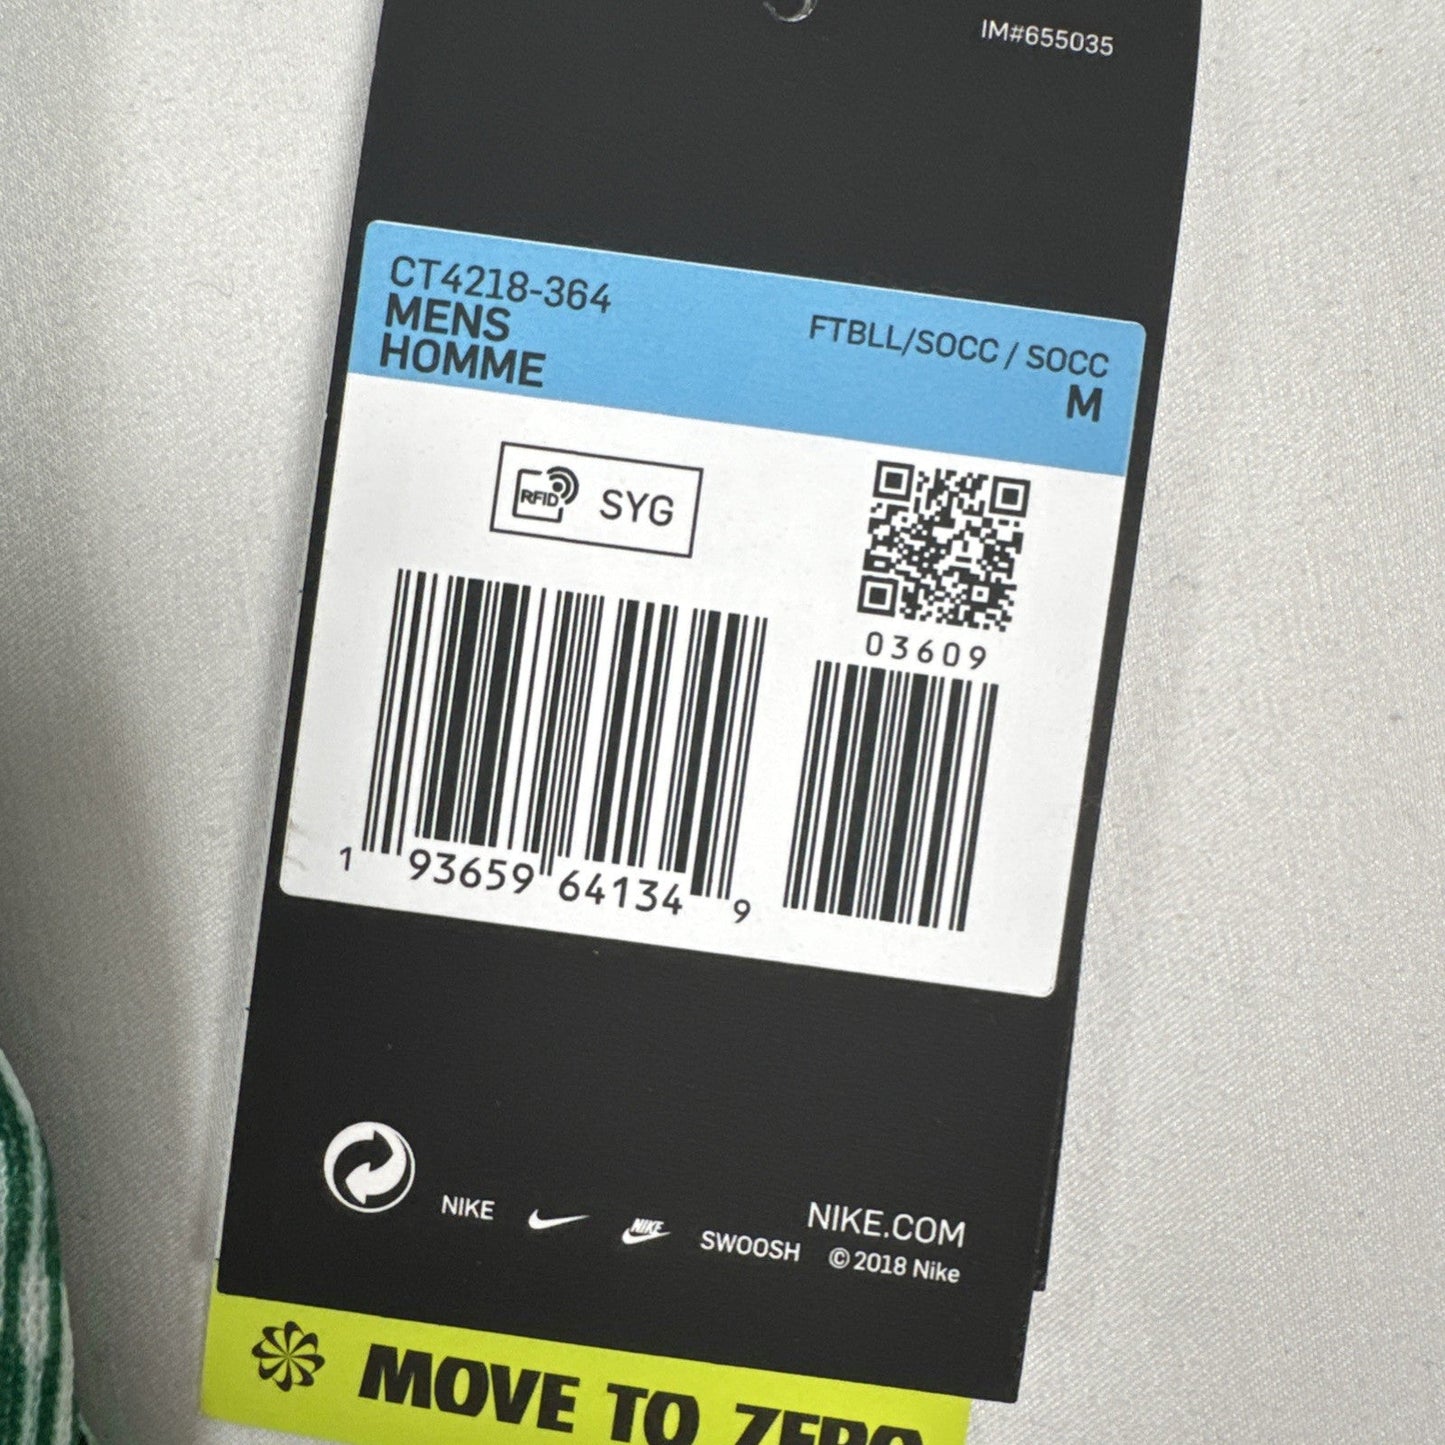 IM#655035
CT4218-364
MENS
HOMME
FTBLL/SOCC / SOCC
M
RFID SYG
03609
1 93659 64134 9
NIKE NIKE SWOOSH
NIKE.COM
©2018 Nike
MOVE TO ZERO